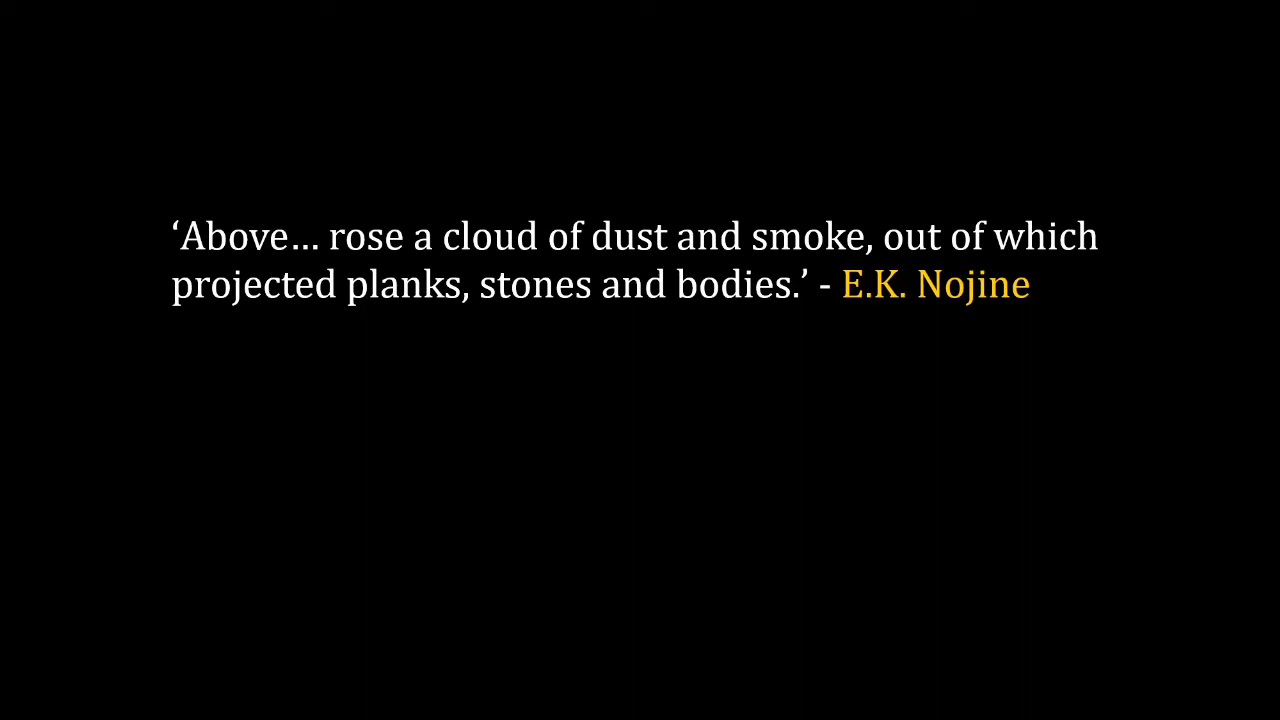 ‘Above… rose a cloud of dust and smoke, out of which
projected planks, stones and bodies.’ - E.K. Nojine